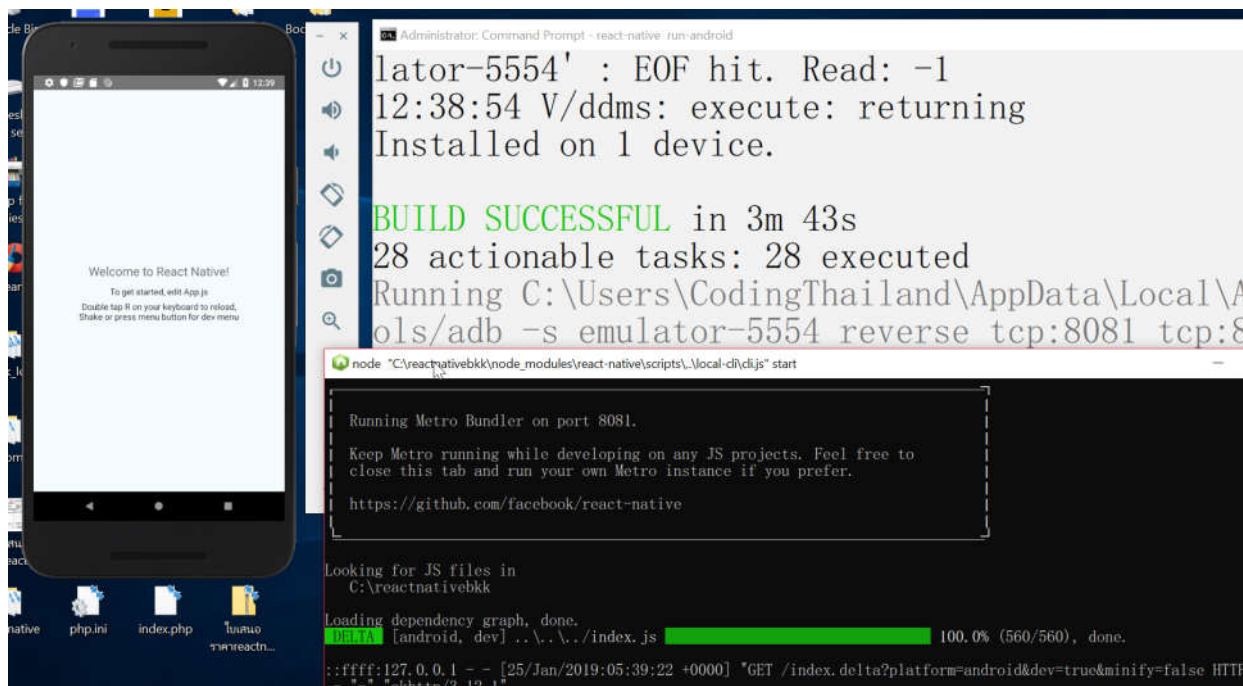 12:39
Welcome to React Native!
To get started, edit App.js
Double tap R on your keyboard to reload,
Shake or press menu button for dev menu
native
php.ini
index.php
ใบเสนอ
ราคาreactn...
Administrator: Command Prompt - react-native run-android
lator-5554' : EOF hit. Read: -1
12:38:54 V/ddms: execute: returning
Installed on 1 device.
BUILD SUCCESSFUL in 3m 43s
28 actionable tasks: 28 executed
Running C:\Users\CodingThailand\AppData\Local\A
ols/adb -s emulator-5554 reverse tcp:8081 tcp:8
node "C:\reactnativebkk\node_modules\react-native\scripts\..\local-cli\cli.js" start
Running Metro Bundler on port 8081.
Keep Metro running while developing on any JS projects. Feel free to
close this tab and run your own Metro instance if you prefer.
https://github.com/facebook/react-native
Looking for JS files in
C:\reactnativebkk
Loading dependency graph, done.
DELTA [android, dev] ..\..\../index.js 100.0% (560/560), done.
::ffff:127.0.0.1 - - [25/Jan/2019:05:39:22 +0000] "GET /index.delta?platform=android&dev=true&minify=false HTTP